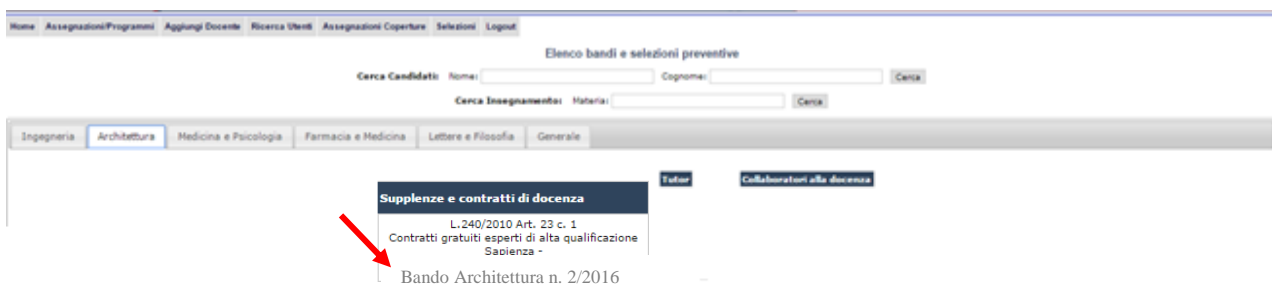 Home Assegnazioni/Programmi Aggiungi Docente Ricerca Utenti Assegnazioni Coperture Selezioni Logout
Elenco bandi e selezioni preventive
Cerca Candidati: Nome: Cognome: Cerca
Cerca Insegnamento: Materia: Cerca
Ingegneria Architettura Medicina e Psicologia Farmacia e Medicina Lettere e Filosofia Generale
Tutor Collaboratori alla docenza
Supplenze e contratti di docenza
L.240/2010 Art. 23 c. 1
Contratti gratuiti esperti di alta qualificazione
Sapienza -
Bando Architettura n. 2/2016